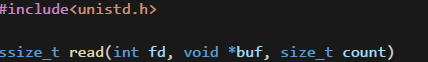 #include<unistd.h>
ssize_t read(int fd, void *buf, size_t count)